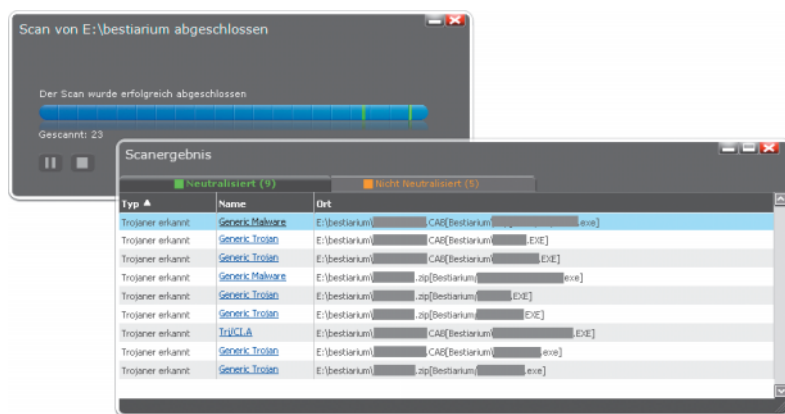 Scan von E:\bestiarium abgeschlossen
Der Scan wurde erfolgreich abgeschlossen
Gescannt: 23
Scanergebnis
Neutralisiert (9) Nicht Neutralisiert (5)
Typ Name Ort
Trojaner erkannt Generic Malware E:\bestiarium\ .CAB[Bestiarium\ .exe]
Trojaner erkannt Generic Trojan E:\bestiarium\ .CAB[Bestiarium\ .EXE]
Trojaner erkannt Generic Trojan E:\bestiarium\ .CAB[Bestiarium\ .EXE]
Trojaner erkannt Generic Malware E:\bestiarium\ .zip[Bestiarium/ exe]
Trojaner erkannt Generic Trojan E:\bestiarium\ .zip[Bestiarium/ .EXE]
Trojaner erkannt Generic Trojan E:\bestiarium\ .zip[Bestiarium/ EXE]
Trojaner erkannt Trj/CI.A E:\bestiarium\ CAB[Bestiarium\ .EXE]
Trojaner erkannt Generic Trojan E:\bestiarium\ .CAB[Bestiarium\ .exe]
Trojaner erkannt Generic Trojan E:\bestiarium\ .zip[Bestiarium/ .exe]